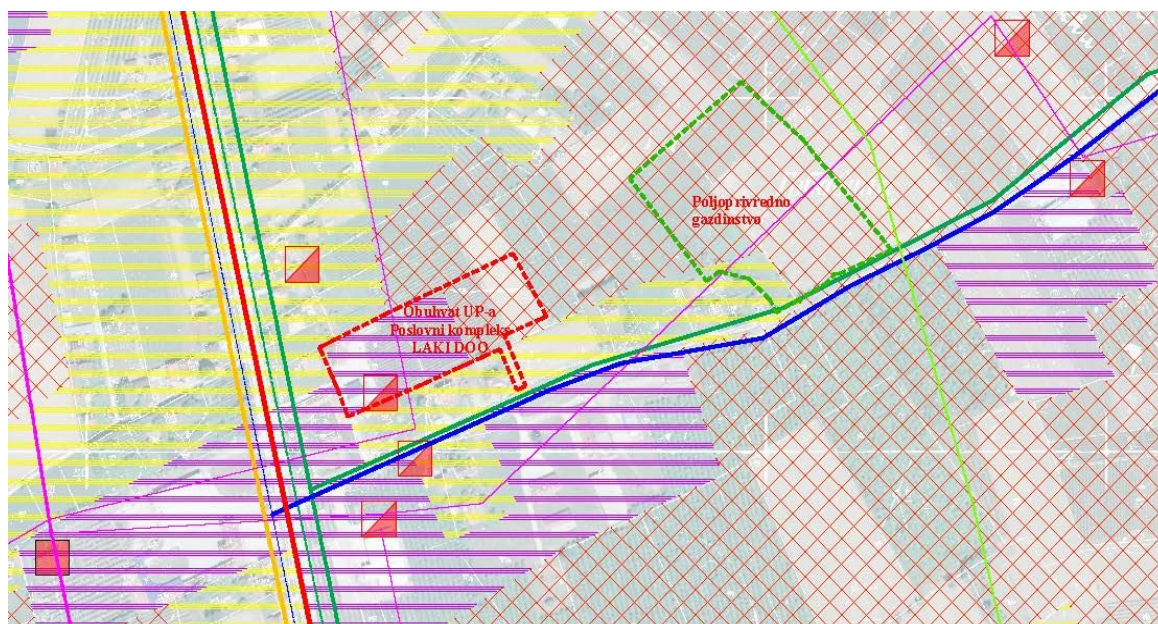 Poljoprivredno
gazdinstvo
Obuhvat UP-a
Poslovni kompleks
LAKI DOO